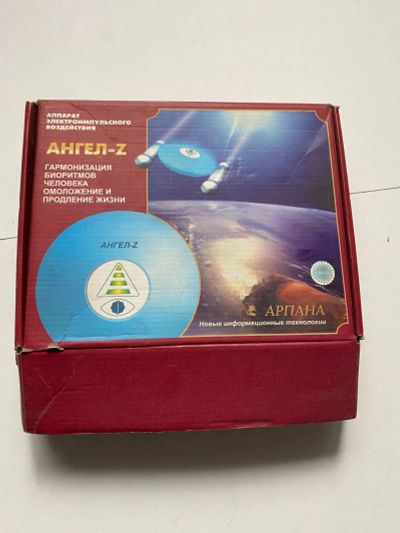 АППАРАТ
ЭЛЕКТРОИМПУЛЬСНОГО
ВОЗДЕЙСТВИЯ
АНГЕЛ-Z
ГАРМОНИЗАЦИЯ
БИОРИТМОВ
ЧЕЛОВЕКА
ОМОЛОЖЕНИЕ И
ПРОДЛЕНИЕ ЖИЗНИ
АНГЕЛ-Z
АРПАНА
Новые информационные технологии